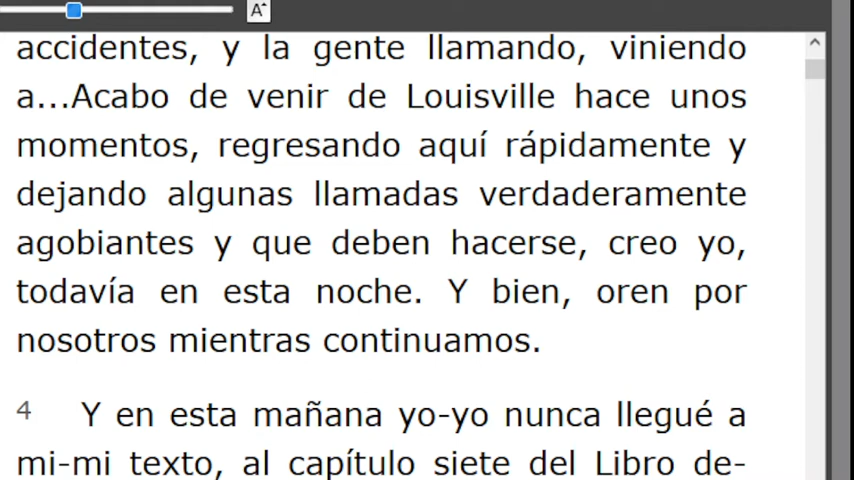 A
accidentes, y la gente llamando, viniendo
a...Acabo de venir de Louisville hace unos
momentos, regresando aquí rápidamente y
dejando algunas llamadas verdaderamente
agobiantes y que deben hacerse, creo yo,
todavía en esta noche. Y bien, oren por
nosotros mientras continuamos.
4 Y en esta mañana yo-yo nunca llegué a
mi-mi texto, al capítulo siete del Libro de-